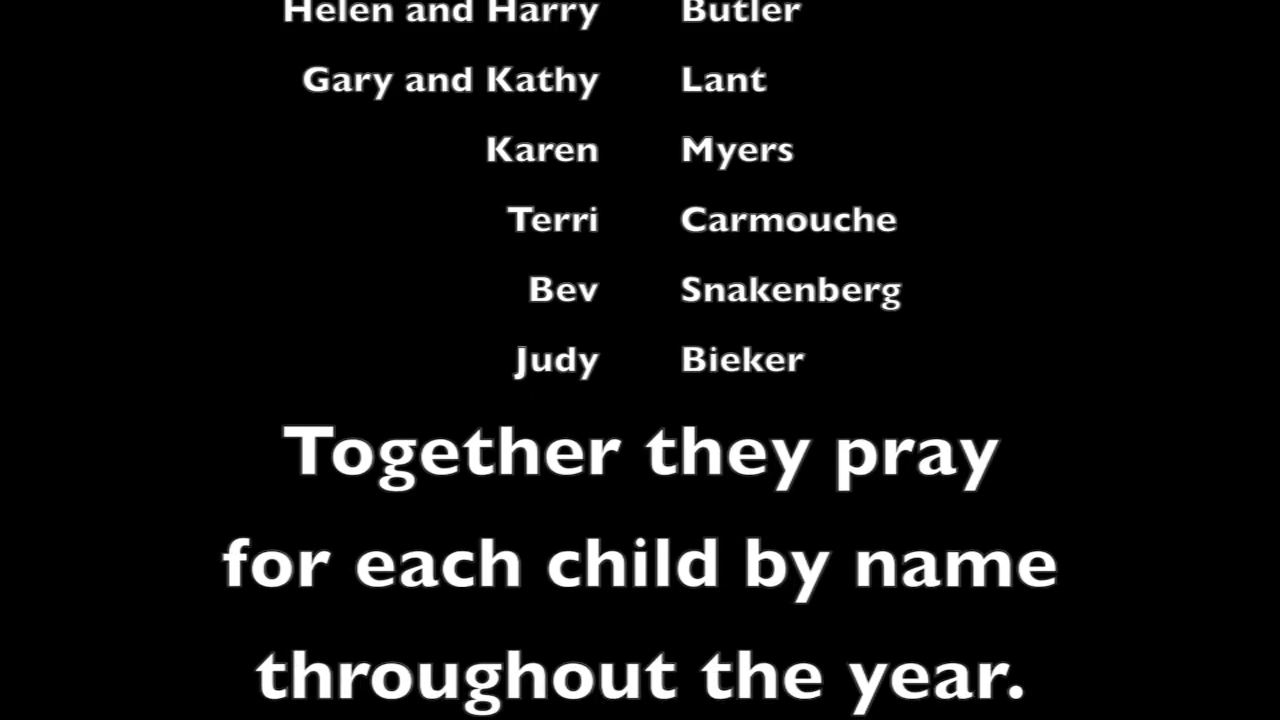 Helen and Harry Butler
Gary and Kathy Lant
Karen Myers
Terri Carmouche
Bev Snakenberg
Judy Bieker
Together they pray
for each child by name
throughout the year.